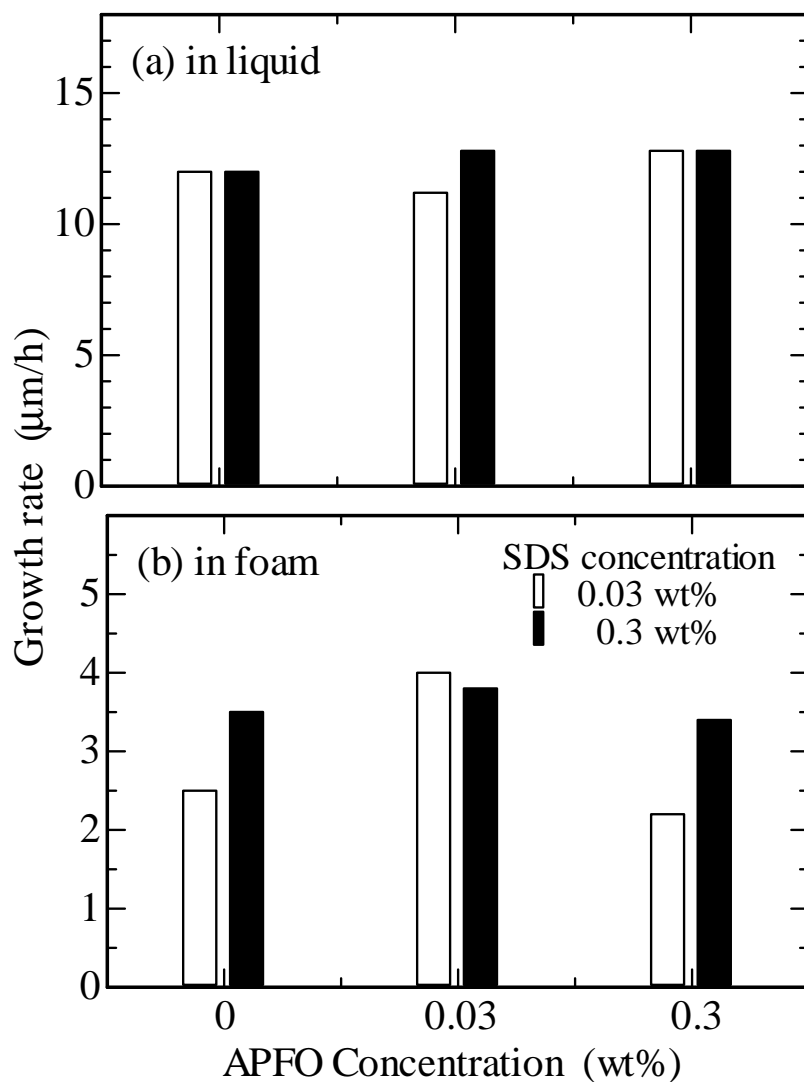 (a) in liquid
15
10
5
0
Growth rate (μm/h)
(b) in foam
SDS concentration
0.03 wt%
0.3 wt%
5
4
3
2
1
0
0 0.03 0.3
APFO Concentration (wt%)